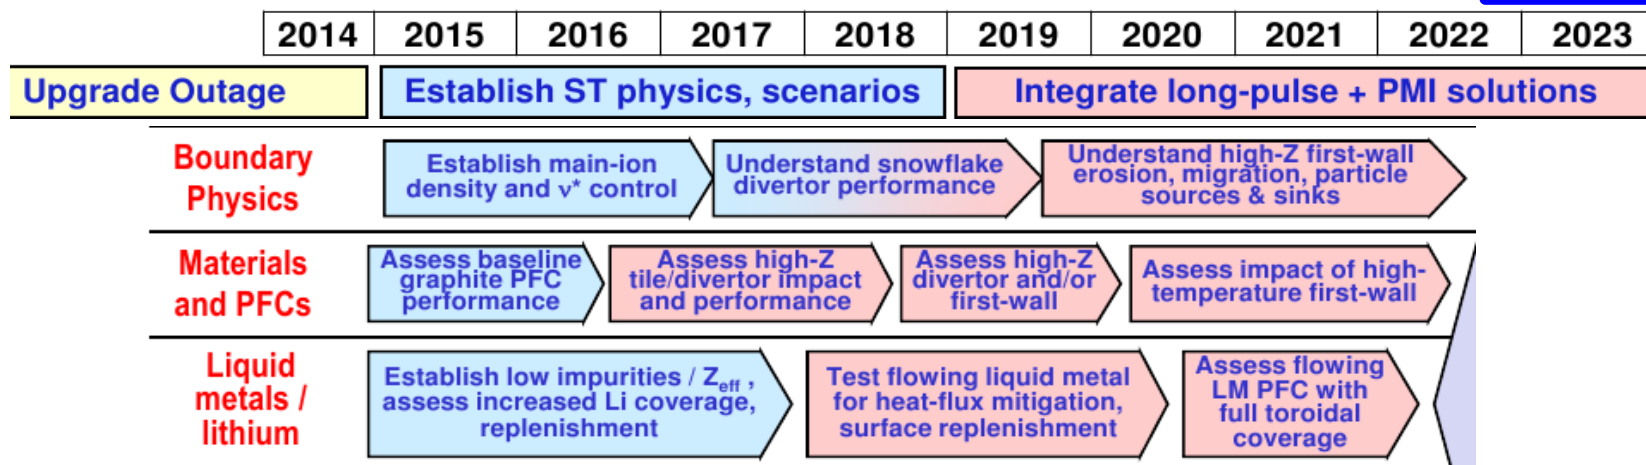 2014 2015 2016 2017 2018 2019 2020 2021 2022 2023
Upgrade Outage
Establish ST physics, scenarios
Integrate long-pulse + PMI solutions
Boundary
Physics
Establish main-ion
density and ν* control
Understand snowflake
divertor performance
Understand high-Z first-wall
erosion, migration, particle
sources & sinks
Materials
and PFCs
Assess baseline
graphite PFC
performance
Assess high-Z
tile/divertor impact
and performance
Assess high-Z
divertor and/or
first-wall
Assess impact of high-
temperature first-wall
Liquid
metals /
lithium
Establish low impurities / Zeff ,
assess increased Li coverage,
replenishment
Test flowing liquid metal
for heat-flux mitigation,
surface replenishment
Assess flowing
LM PFC with
full toroidal
coverage